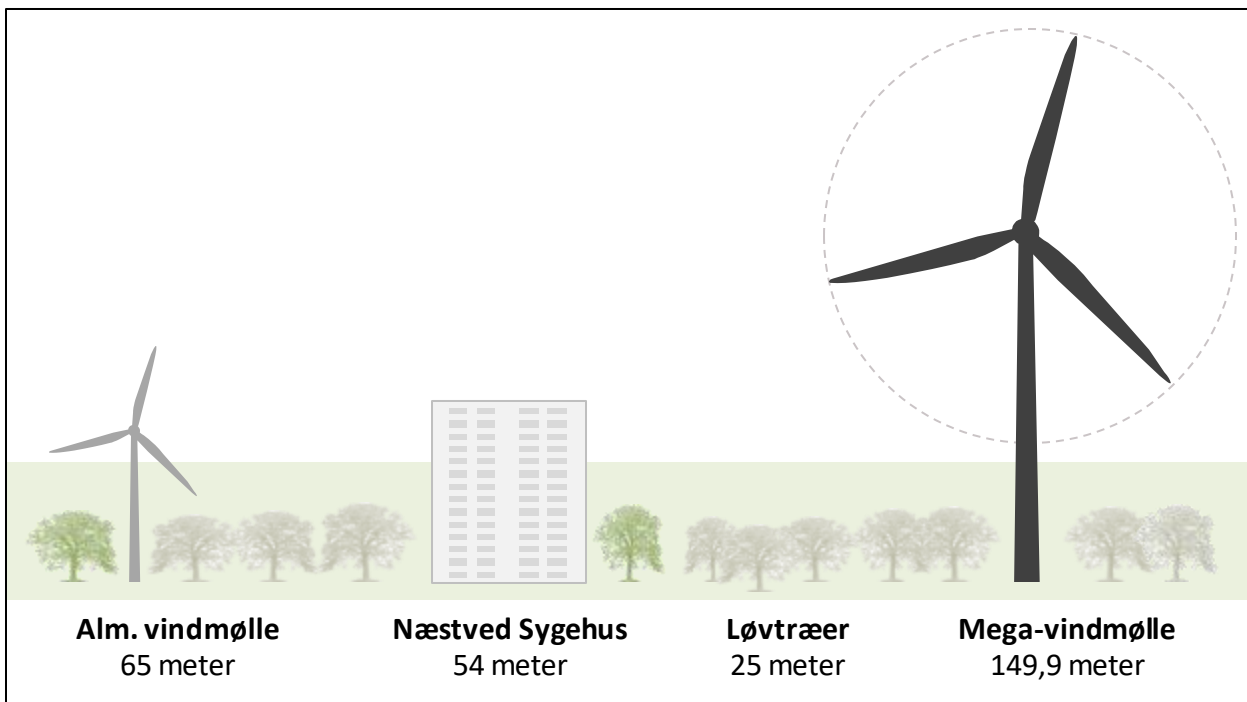 Alm. vindmølle
65 meter
Næstved Sygehus
54 meter
Løvtræer
25 meter
Mega-vindmølle
149,9 meter